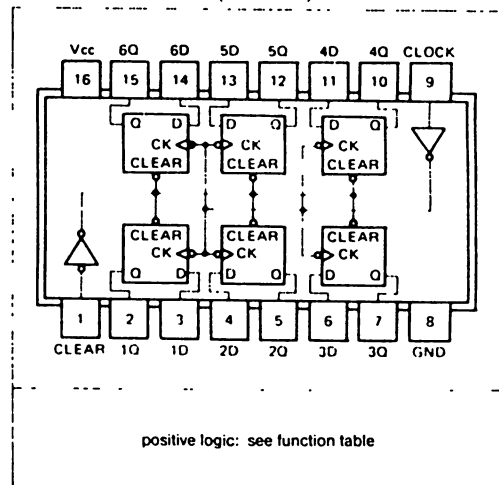 Vcc 6Q 6D 5D 5Q 4D 4Q CLOCK
16 15 14 13 12 11 10 9
Q D D Q D Q
CK CK CK
CLEAR CLEAR CLEAR
CLEAR CLEAR CLEAR
CK CK CK
Q D D Q D Q
1 2 3 4 5 6 7 8
CLEAR 1Q 1D 2D 2Q 3D 3Q GND
positive logic: see function table